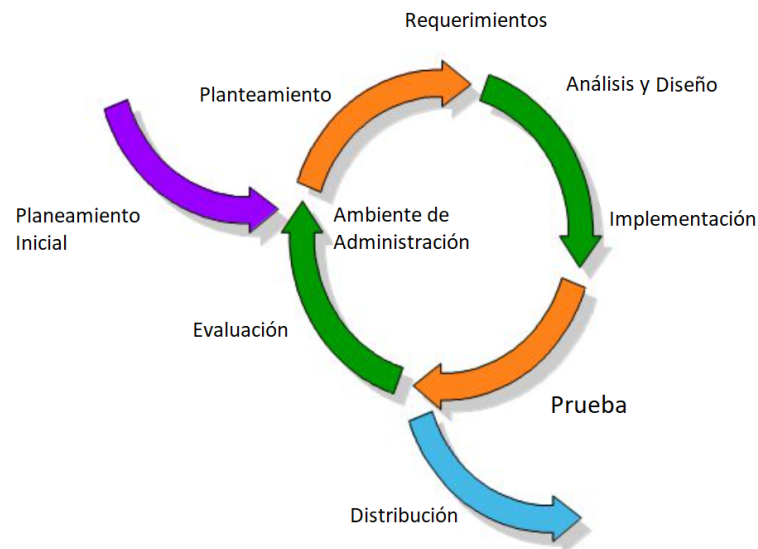 Requerimientos
Planteamiento
Análisis y Diseño
Planeamiento
Inicial
Ambiente de
Administración
Implementación
Evaluación
Prueba
Distribución